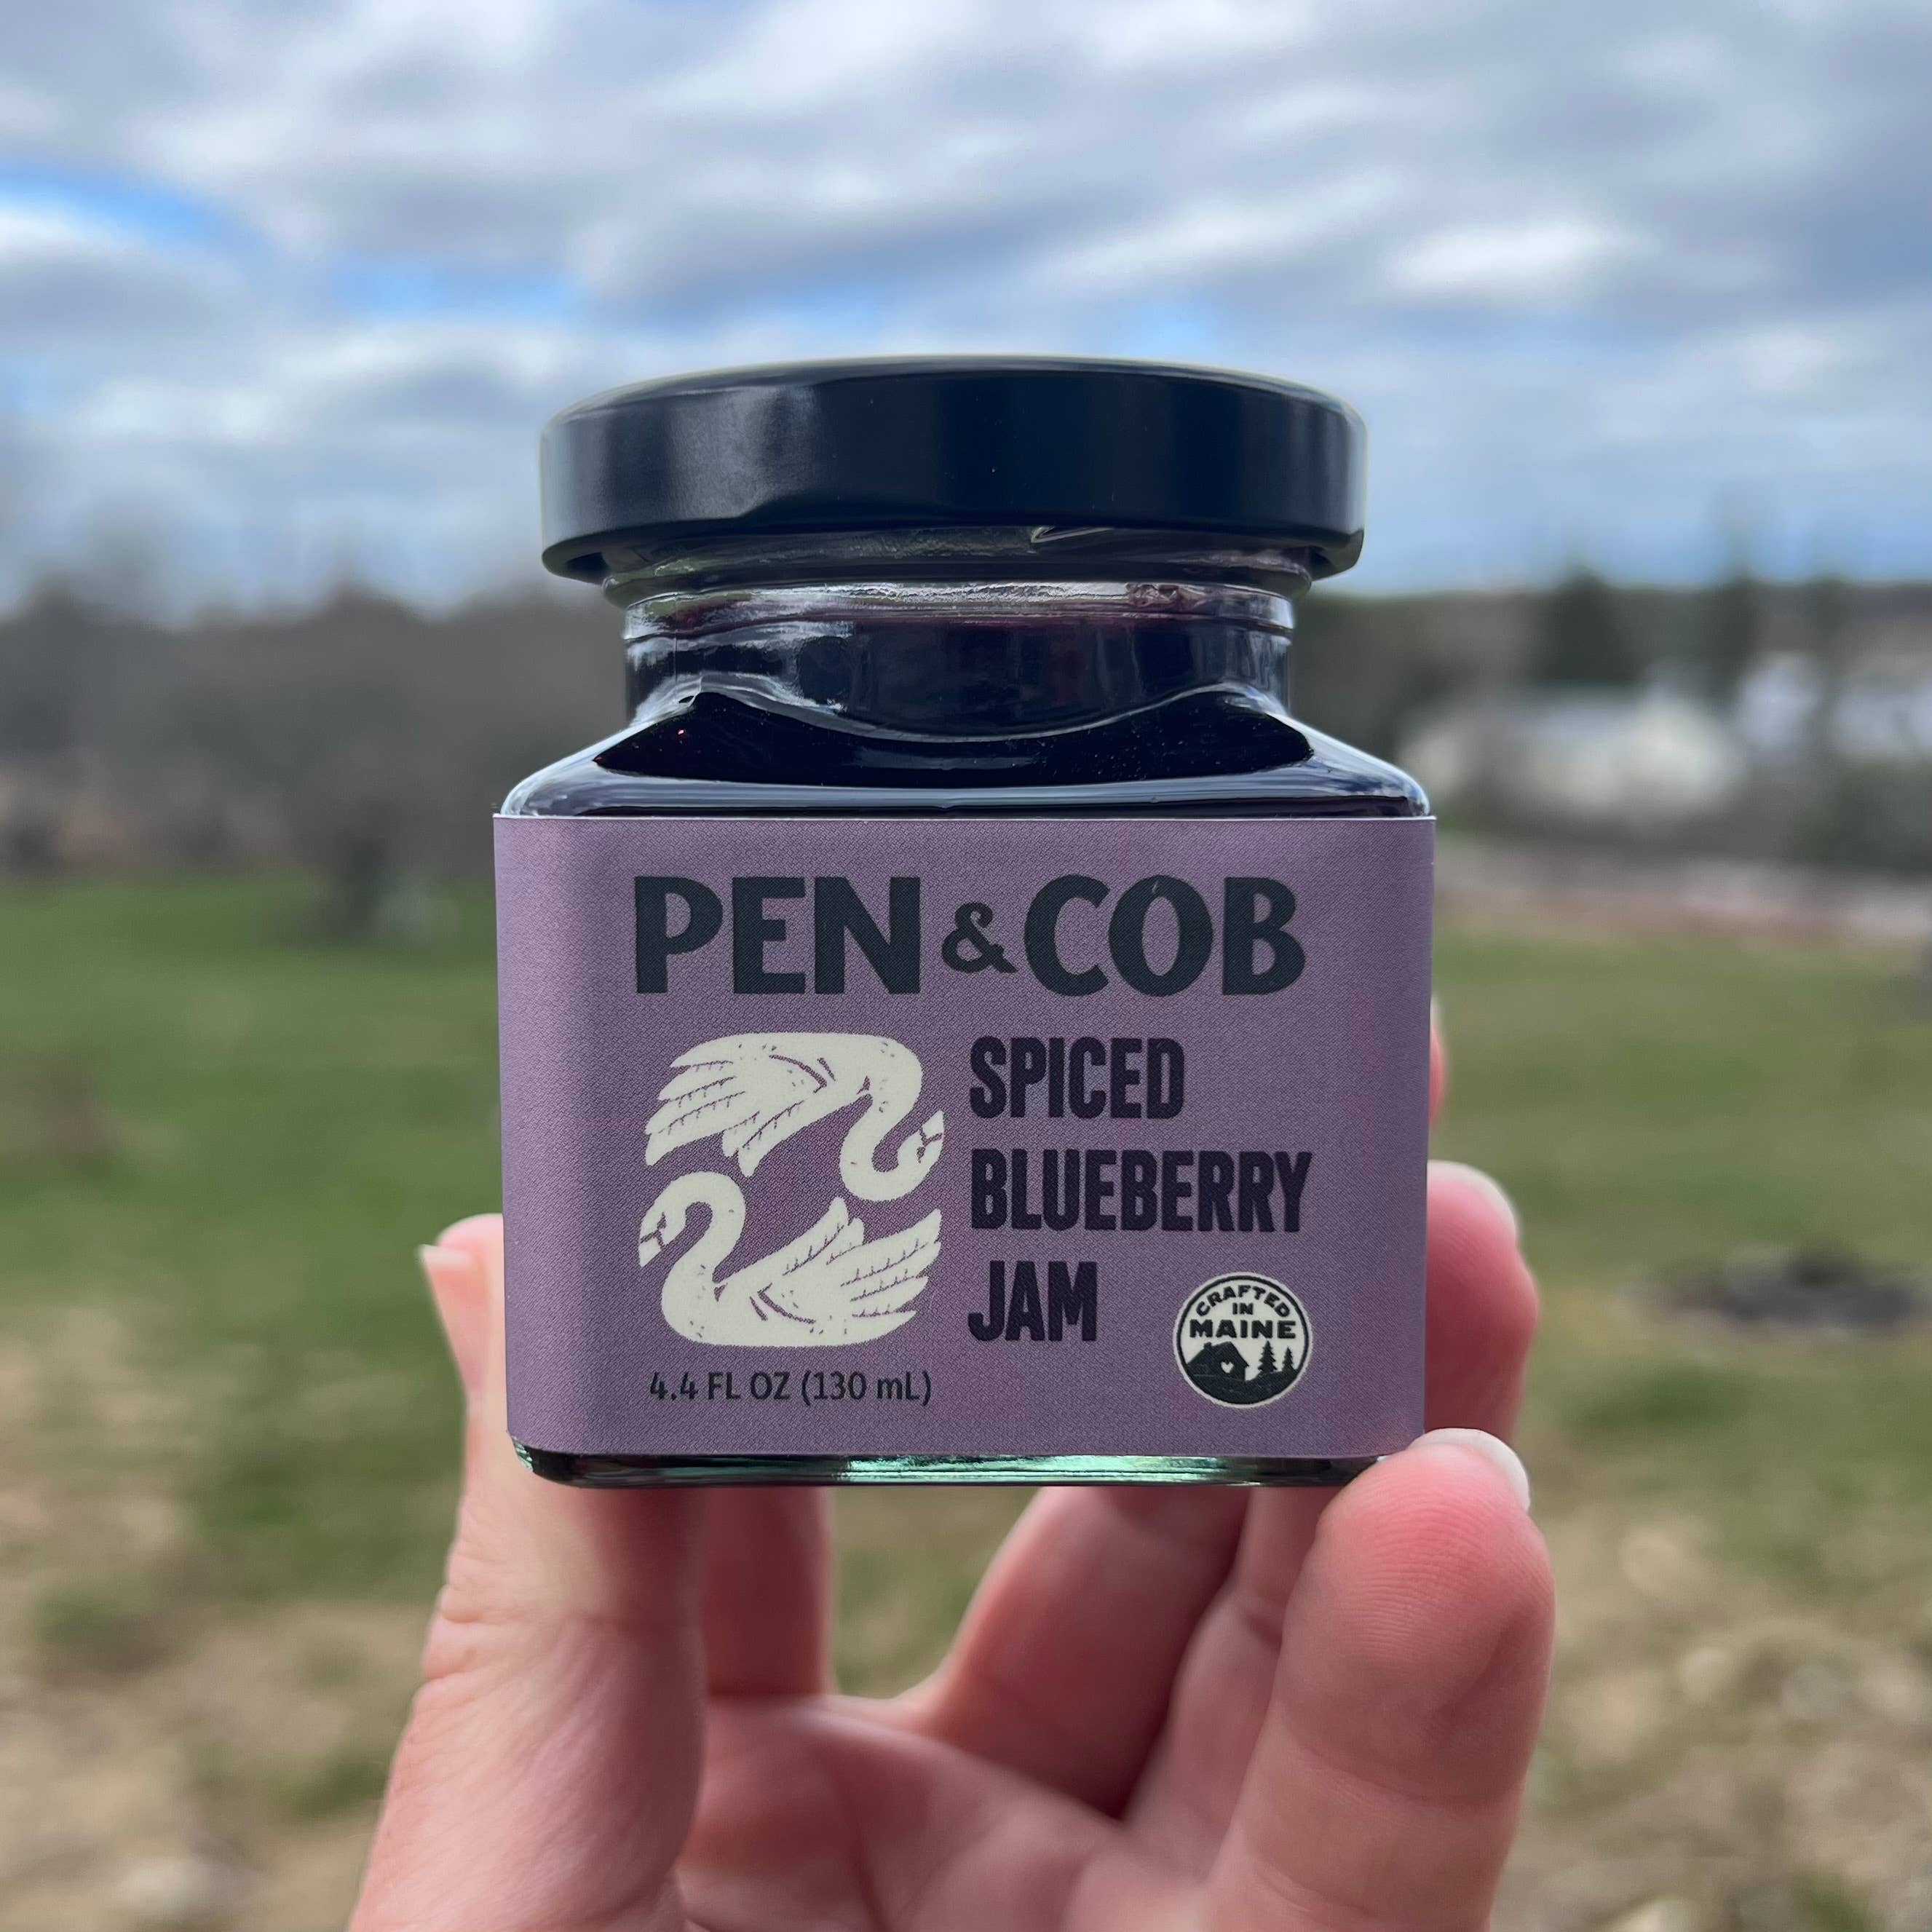 PEN & COB
SPICED
BLUEBERRY
JAM
CRAFTED
IN
MAINE
4.4 FL OZ (130 mL)